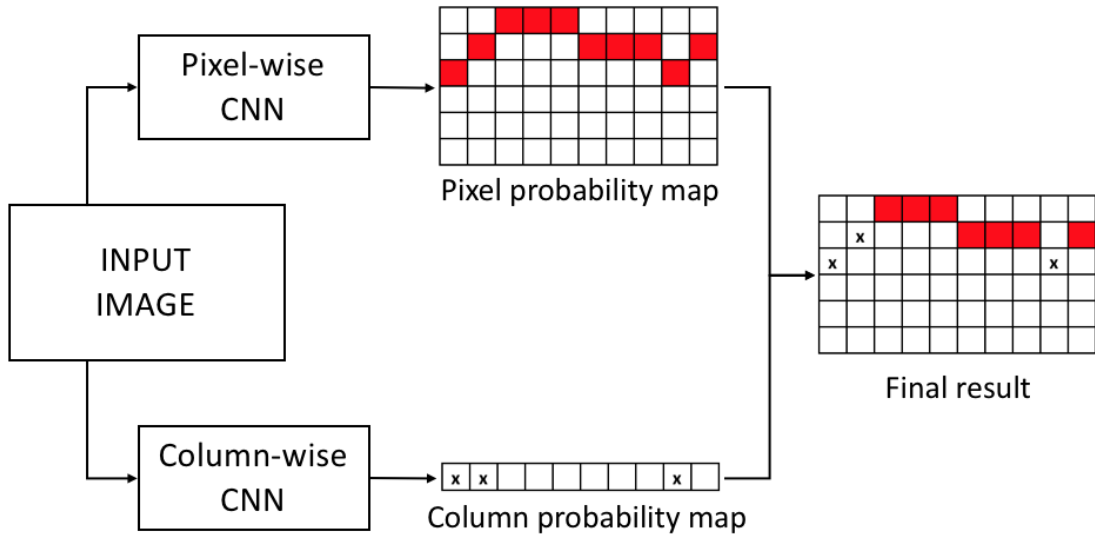 Pixel-wise
CNN
Pixel probability map
INPUT
IMAGE
x
x x
Final result
Column-wise
CNN
x x x
Column probability map